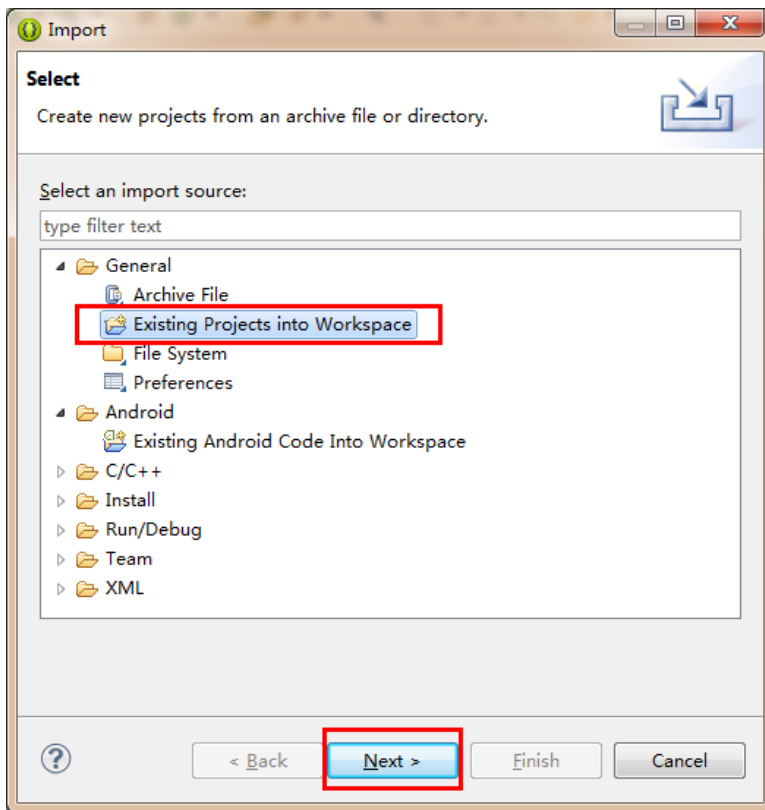 Import
Select
Create new projects from an archive file or directory.
Select an import source:
type filter text
General
Archive File
Existing Projects into Workspace
File System
Preferences
Android
Existing Android Code Into Workspace
C/C++
Install
Run/Debug
Team
XML
? < Back Next > Finish Cancel